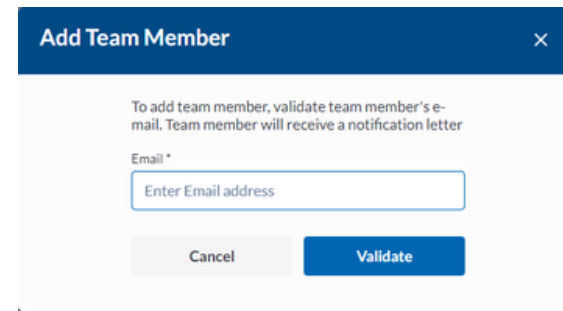 Add Team Member
×
To add team member, validate team member's e-
mail. Team member will receive a notification letter
Email *
Enter Email address
Cancel
Validate